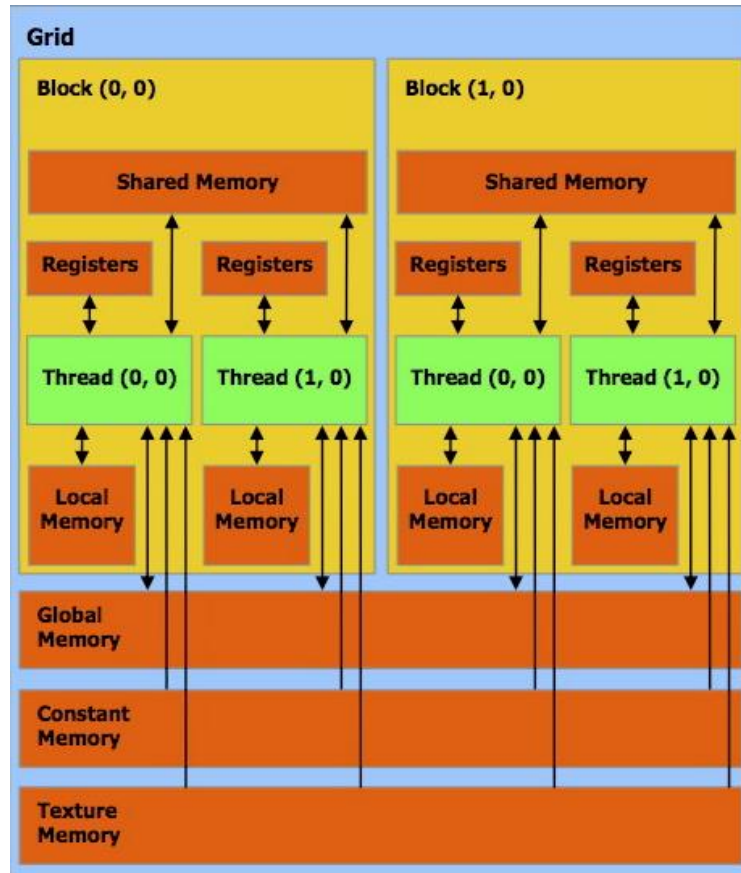 Grid
Block (0, 0)
Block (1, 0)
Shared Memory
Shared Memory
Registers
Registers
Registers
Registers
Thread (0, 0)
Thread (1, 0)
Thread (0, 0)
Thread (1, 0)
Local
Memory
Local
Memory
Local
Memory
Local
Memory
Global
Memory
Constant
Memory
Texture
Memory